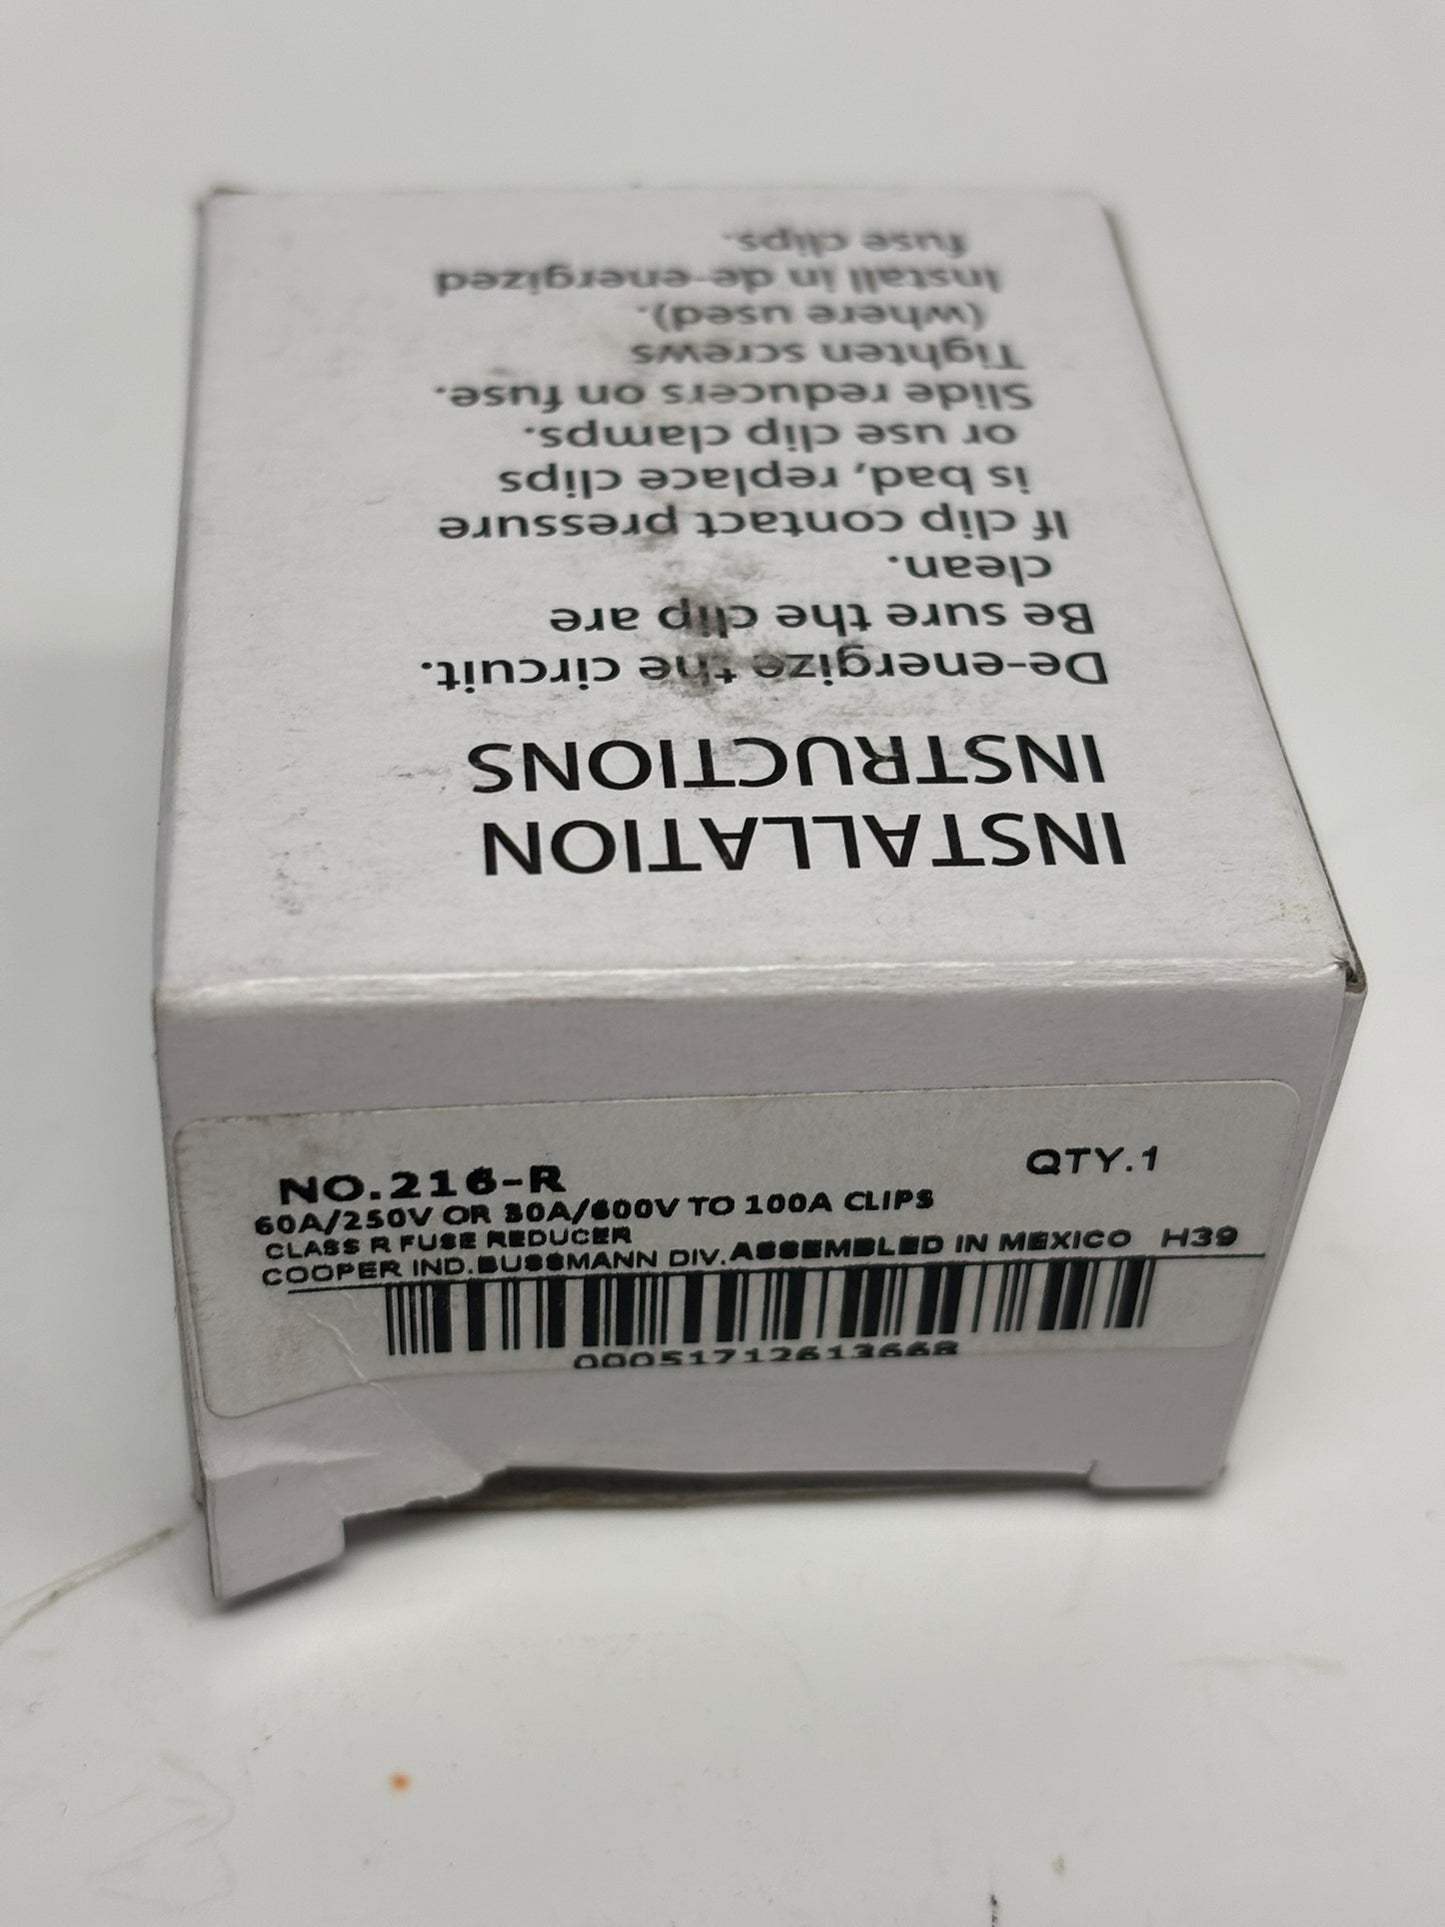 INSTALLATION
INSTRUCTIONS
De-energize the circuit.
Be sure the clip are
clean.
If clip contact pressure
is bad, replace clips
or use clip clamps.
Slide reducers on fuse.
Tighten screws
(where used).
Install in de-energized
fuse clips.
NO.216-R QTY.1
60A/250V OR 30A/600V TO 100A CLIPS
CLASS R FUSE REDUCER
COOPER IND.BUSSMANN DIV.ASSEMBLED IN MEXICO H39
00051712613668